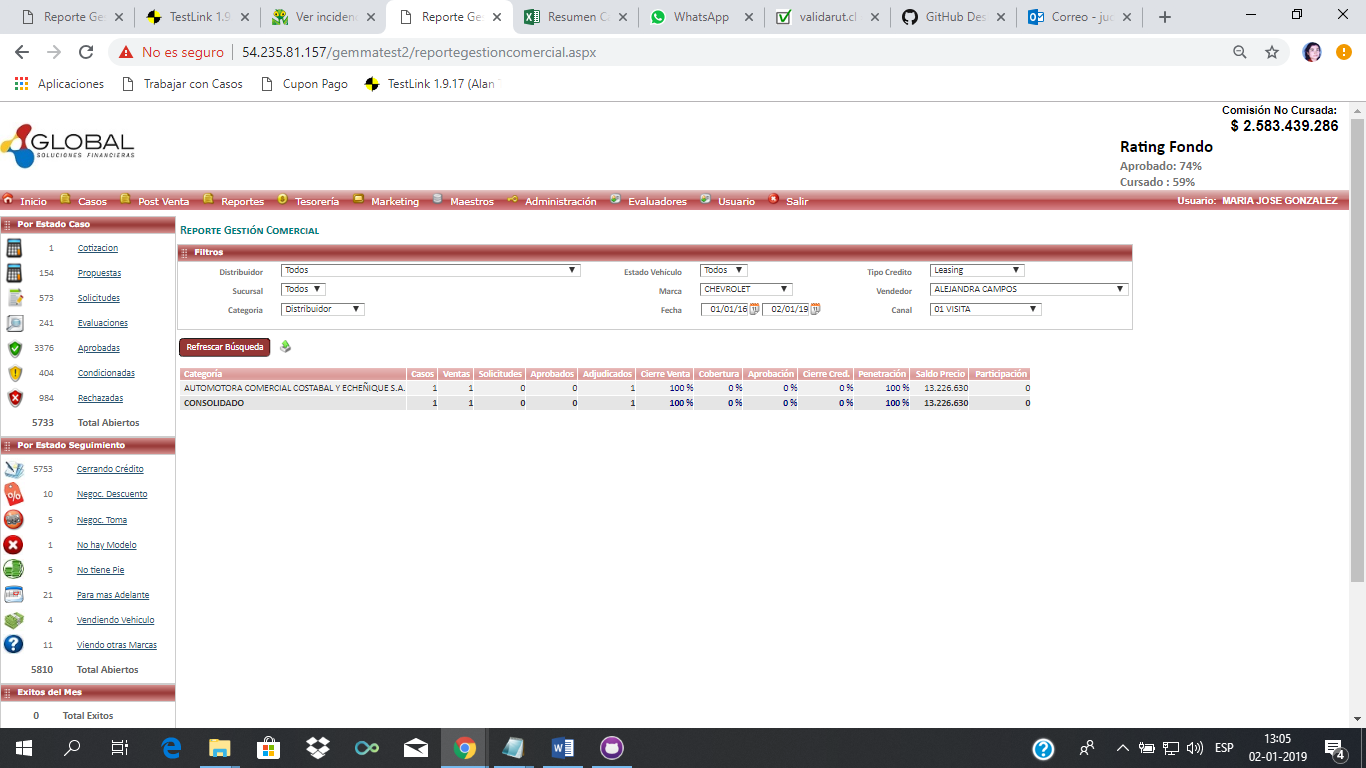 Reporte Ge
TestLink 1.9
Ver inciden
Reporte Ge
Resumen C
WhatsApp
validarut.cl
GitHub Des
Correo - juc
No es seguro
54.235.81.157/gemmatest2/reportegestioncomercial.aspx
Aplicaciones
Trabajar con Casos
Cupon Pago
TestLink 1.9.17 (Alan
GLOBAL
SOLUCIONES FINANCIERAS
Comisión No Cursada:
$ 2.583.439.286
Rating Fondo
Aprobado: 74%
Cursado : 59%
Inicio Casos Post Venta Reportes Tesorería Marketing Maestros Administración Evaluadores Usuario Salir Usuario: MARIA JOSE GONZALEZ
Por Estado Caso
1 Cotizacion
154 Propuestas
573 Solicitudes
241 Evaluaciones
3376 Aprobadas
404 Condicionadas
984 Rechazadas
5733 Total Abiertos
Por Estado Seguimiento
5753 Cerrando Crédito
10 Negoc. Descuento
5 Negoc. Toma
1 No hay Modelo
5 No tiene Pie
21 Para mas Adelante
4 Vendiendo Vehiculo
11 Viendo otras Marcas
5810 Total Abiertos
Exitos del Mes
0 Total Exitos
REPORTE GESTIÓN COMERCIAL
Filtros
Distribuidor Todos Estado Vehículo Todos Tipo Credito Leasing
Sucursal Todos Marca CHEVROLET Vendedor ALEJANDRA CAMPOS
Categoria Distribuidor Fecha 01/01/16 02/01/19 Canal 01 VISITA
Refrescar Búsqueda
Categoría Casos Ventas Solicitudes Aprobados Adjudicados Cierre Venta Cobertura Aprobación Cierre Cred. Penetración Saldo Precio Participación
AUTOMOTORA COMERCIAL COSTABAL Y ECHEÑIQUE S.A. 1 1 0 0 1 100 % 0 % 0 % 0 % 100 % 13.226.630 0
CONSOLIDADO 1 1 0 0 1 100 % 0 % 0 % 0 % 100 % 13.226.630 0
ESP
13:05
02-01-2019
4